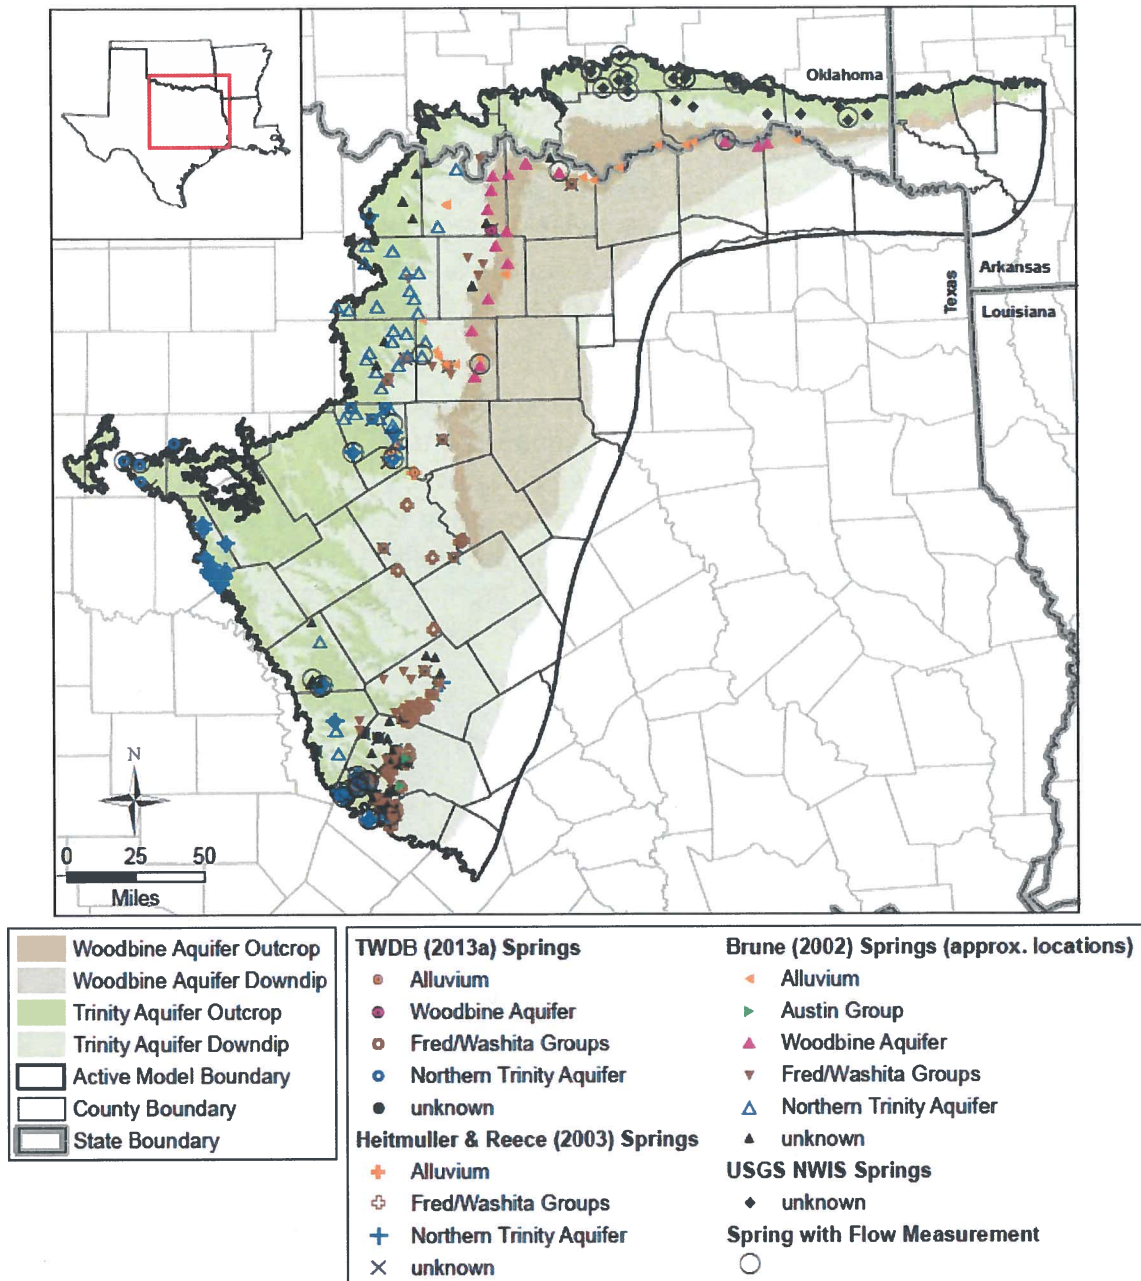 Oklahoma
Arkansas
Texas
Louisiana
N
0 25 50
Miles
Woodbine Aquifer Outcrop
Woodbine Aquifer Downdip
Trinity Aquifer Outcrop
Trinity Aquifer Downdip
Active Model Boundary
County Boundary
State Boundary
TWDB (2013a) Springs
Alluvium
Woodbine Aquifer
Fred/Washita Groups
Northern Trinity Aquifer
unknown
Heitmuller & Reece (2003) Springs
Alluvium
Fred/Washita Groups
Northern Trinity Aquifer
unknown
Brune (2002) Springs (approx. locations)
Alluvium
Austin Group
Woodbine Aquifer
Fred/Washita Groups
Northern Trinity Aquifer
unknown
USGS NWIS Springs
unknown
Spring with Flow Measurement